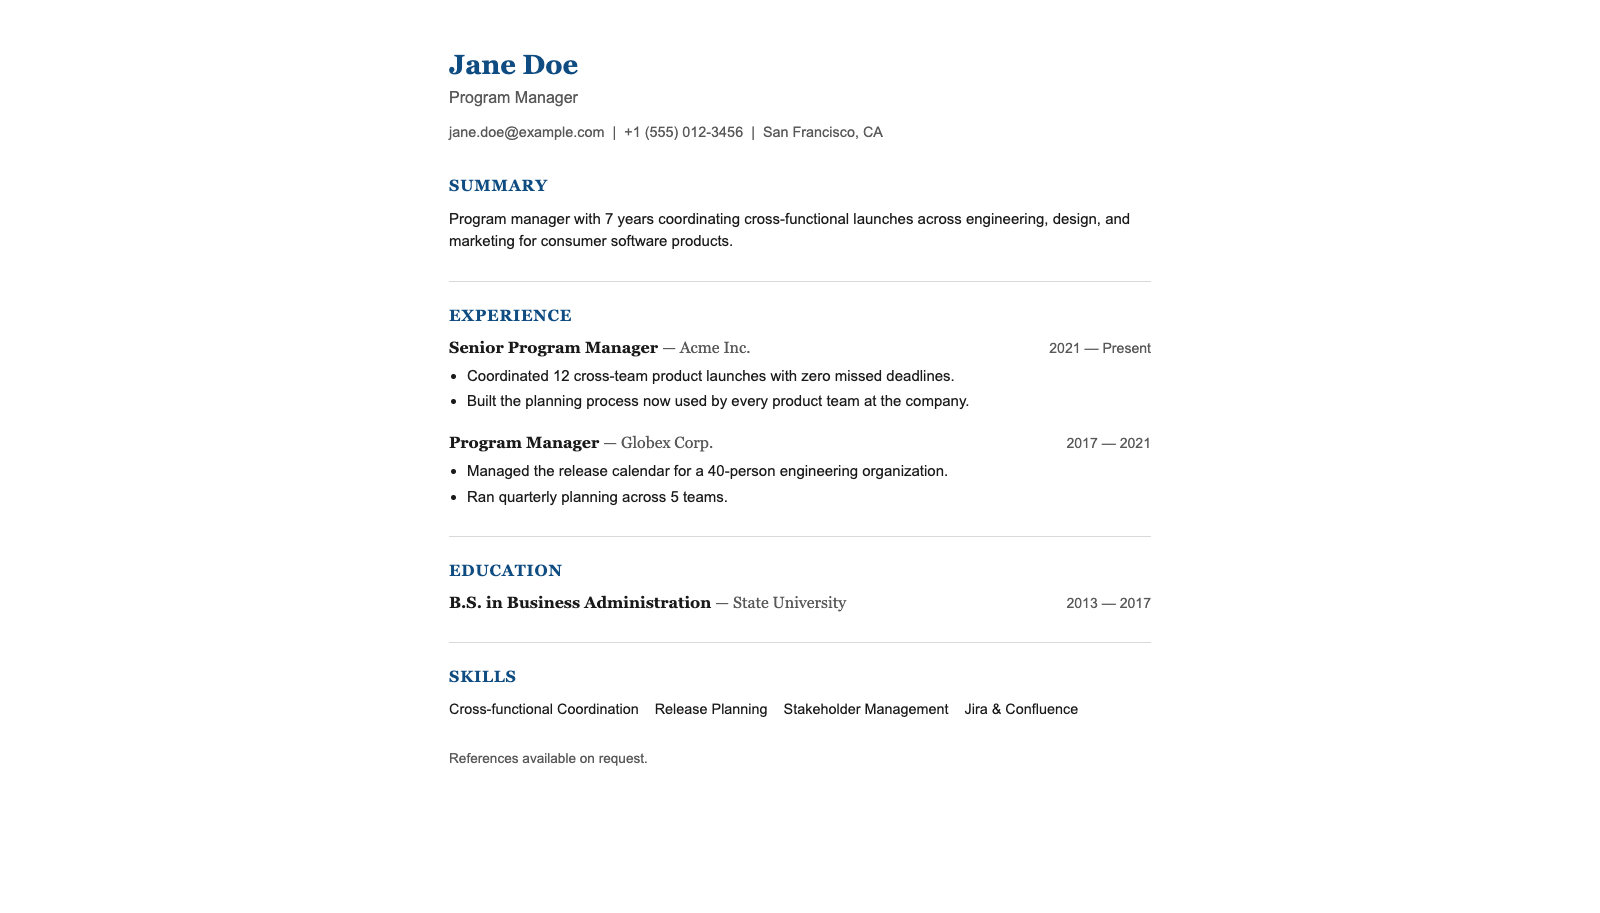 Jane Doe
Program Manager
jane.doe@example.com | +1 (555) 012-3456 | San Francisco, CA
SUMMARY
Program manager with 7 years coordinating cross-functional launches across engineering, design, and
marketing for consumer software products.
EXPERIENCE
Senior Program Manager — Acme Inc. 2021 — Present
• Coordinated 12 cross-team product launches with zero missed deadlines.
• Built the planning process now used by every product team at the company.
Program Manager — Globex Corp. 2017 — 2021
• Managed the release calendar for a 40-person engineering organization.
• Ran quarterly planning across 5 teams.
EDUCATION
B.S. in Business Administration — State University 2013 — 2017
SKILLS
Cross-functional Coordination Release Planning Stakeholder Management Jira & Confluence
References available on request.